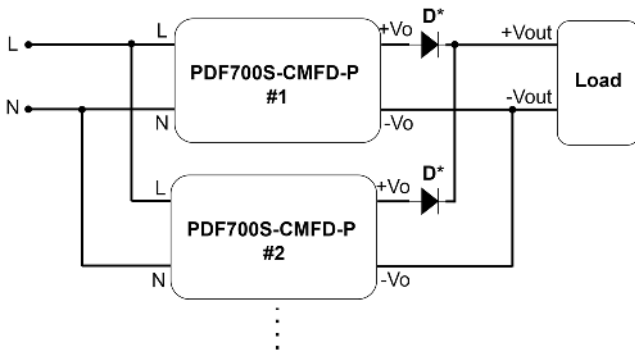 L
N
L
N
PDF700S-CMFD-P
#1
+Vo
-Vo
D*
+Vout
-Vout
Load
L
N
PDF700S-CMFD-P
#2
+Vo
-Vo
D*